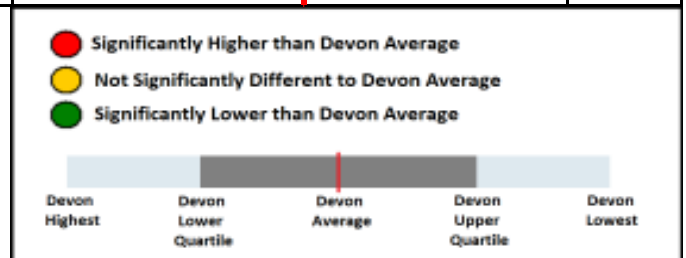 Significantly Higher than Devon Average
Not Significantly Different to Devon Average
Significantly Lower than Devon Average
Devon Highest
Devon Lower Quartile
Devon Average
Devon Upper Quartile
Devon Lowest